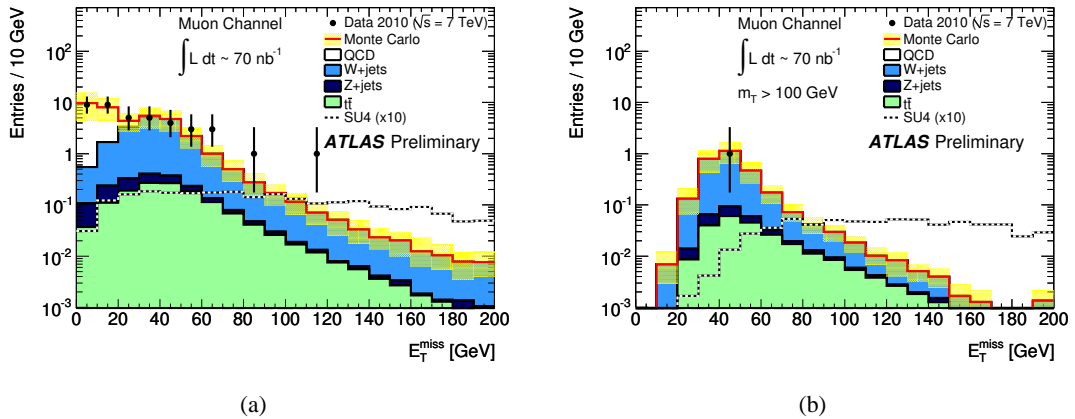 Entries / 10 GeV
10²
10
1
10⁻¹
10⁻²
10⁻³
Muon Channel
∫ L dt ~ 70 nb⁻¹
Data 2010 (√s = 7 TeV)
Monte Carlo
QCD
W+jets
Z+jets
tt̄
SU4 (x10)
ATLAS Preliminary
0 20 40 60 80 100 120 140 160 180 200
E_T^miss [GeV]
(a)
Entries / 10 GeV
10²
10
1
10⁻¹
10⁻²
10⁻³
Muon Channel
∫ L dt ~ 70 nb⁻¹
m_T > 100 GeV
Data 2010 (√s = 7 TeV)
Monte Carlo
QCD
W+jets
Z+jets
tt̄
SU4 (x10)
ATLAS Preliminary
0 20 40 60 80 100 120 140 160 180 200
E_T^miss [GeV]
(b)